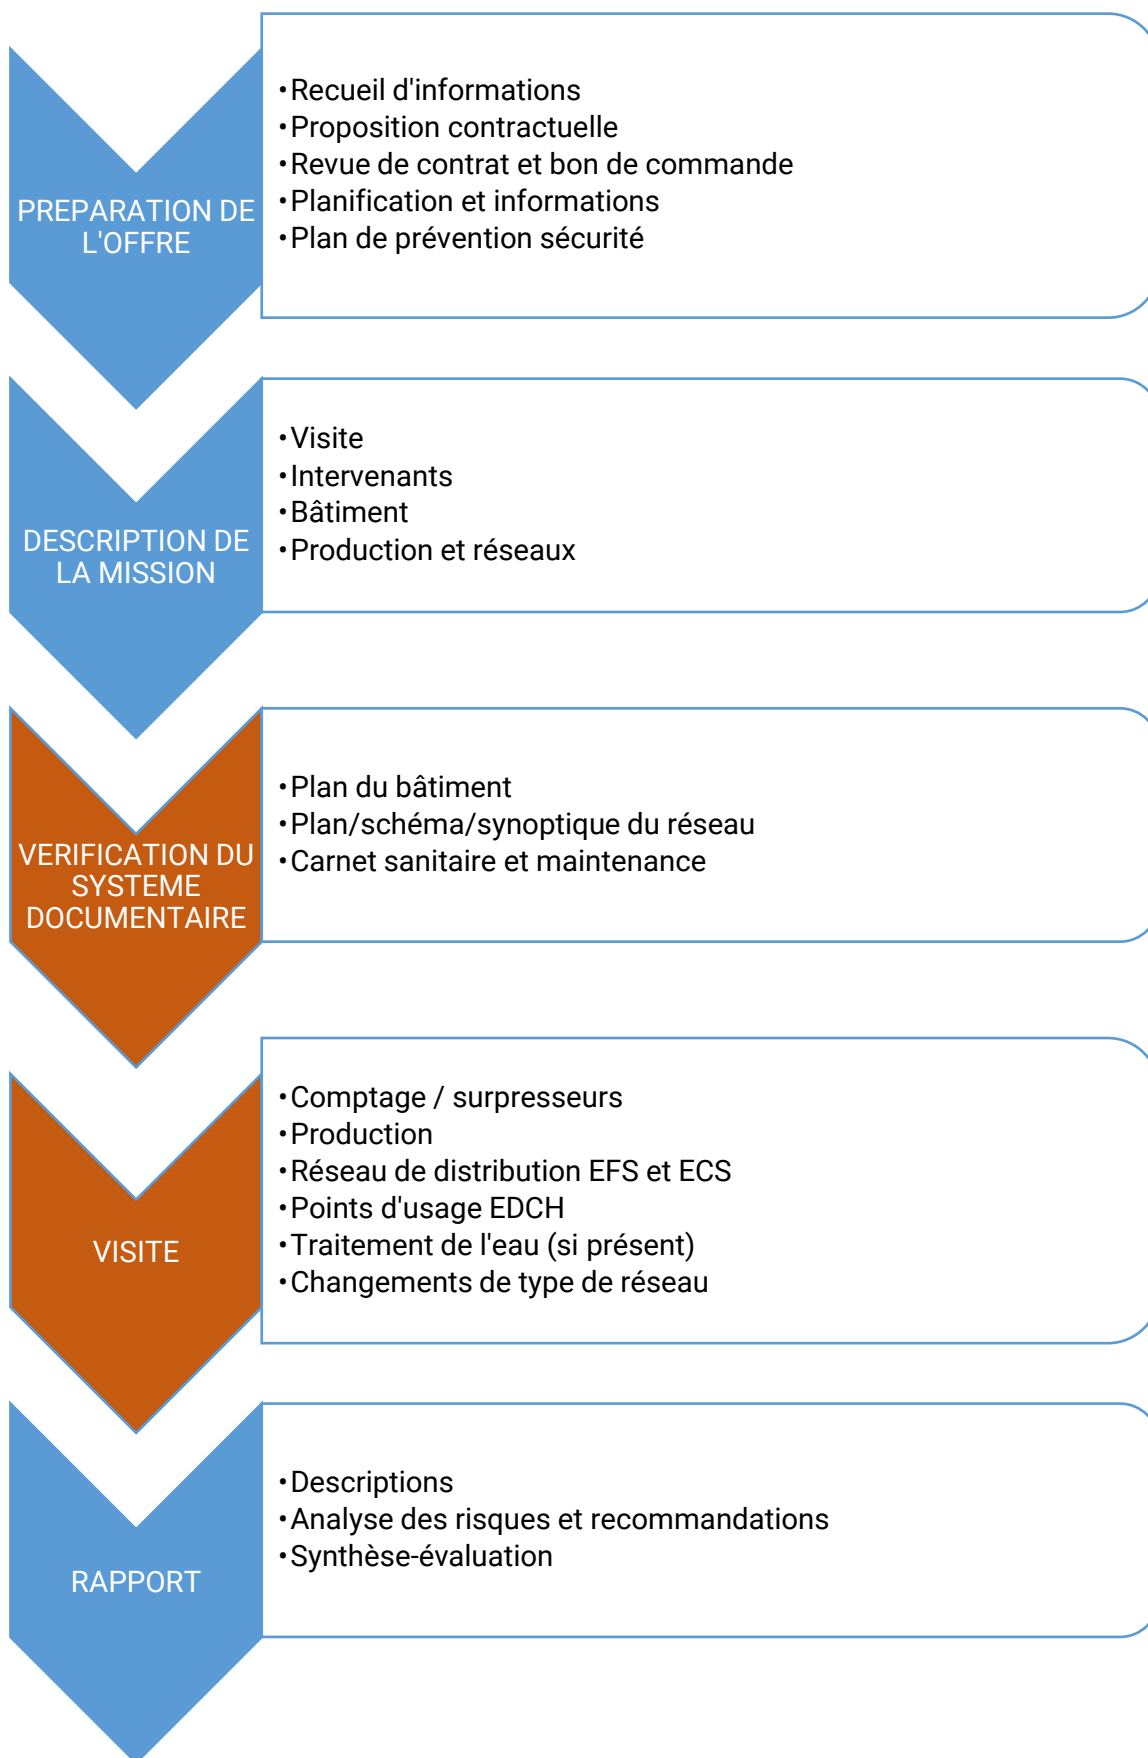 PREPARATION DE
L'OFFRE
•Recueil d'informations
•Proposition contractuelle
•Revue de contrat et bon de commande
•Planification et informations
•Plan de prévention sécurité
DESCRIPTION DE
LA MISSION
•Visite
•Intervenants
•Bâtiment
•Production et réseaux
VERIFICATION DU
SYSTEME
DOCUMENTAIRE
•Plan du bâtiment
•Plan/schéma/synoptique du réseau
•Carnet sanitaire et maintenance
VISITE
•Comptage / surpresseurs
•Production
•Réseau de distribution EFS et ECS
•Points d'usage EDCH
•Traitement de l'eau (si présent)
•Changements de type de réseau
RAPPORT
•Descriptions
•Analyse des risques et recommandations
•Synthèse-évaluation